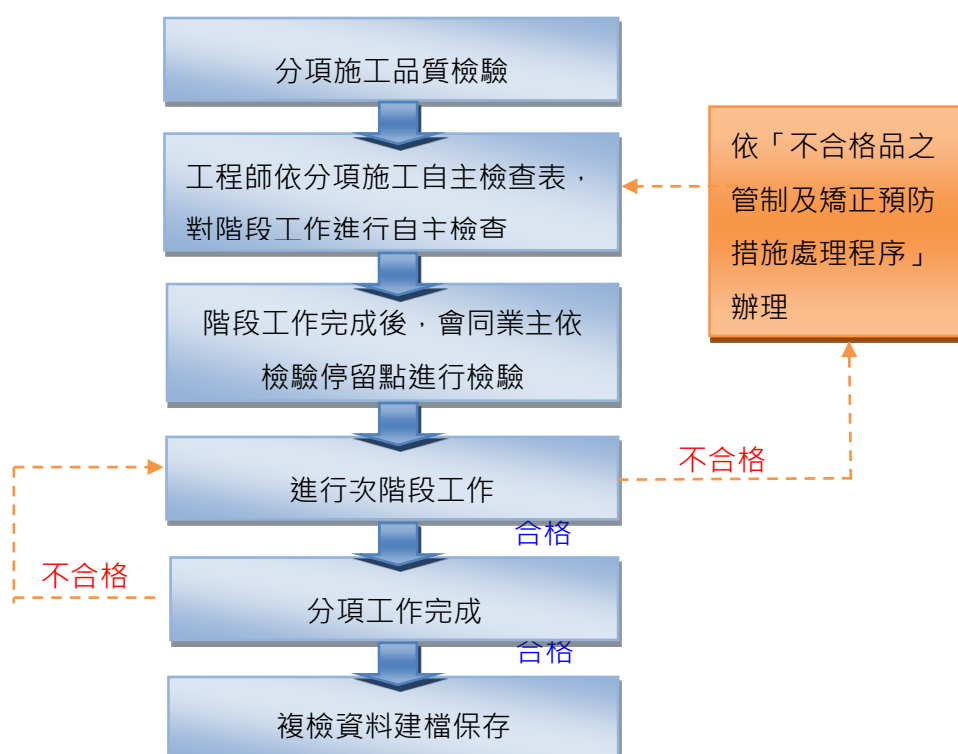 分項施工品質檢驗
工程師依分項施工自主檢查表，
對階段工作進行自主檢查
依「不合格品之
管制及矯正預防
措施處理程序」
辦理
階段工作完成後，會同業主依
檢驗停留點進行檢驗
不合格
進行次階段工作
合格
不合格
分項工作完成
合格
複檢資料建檔保存